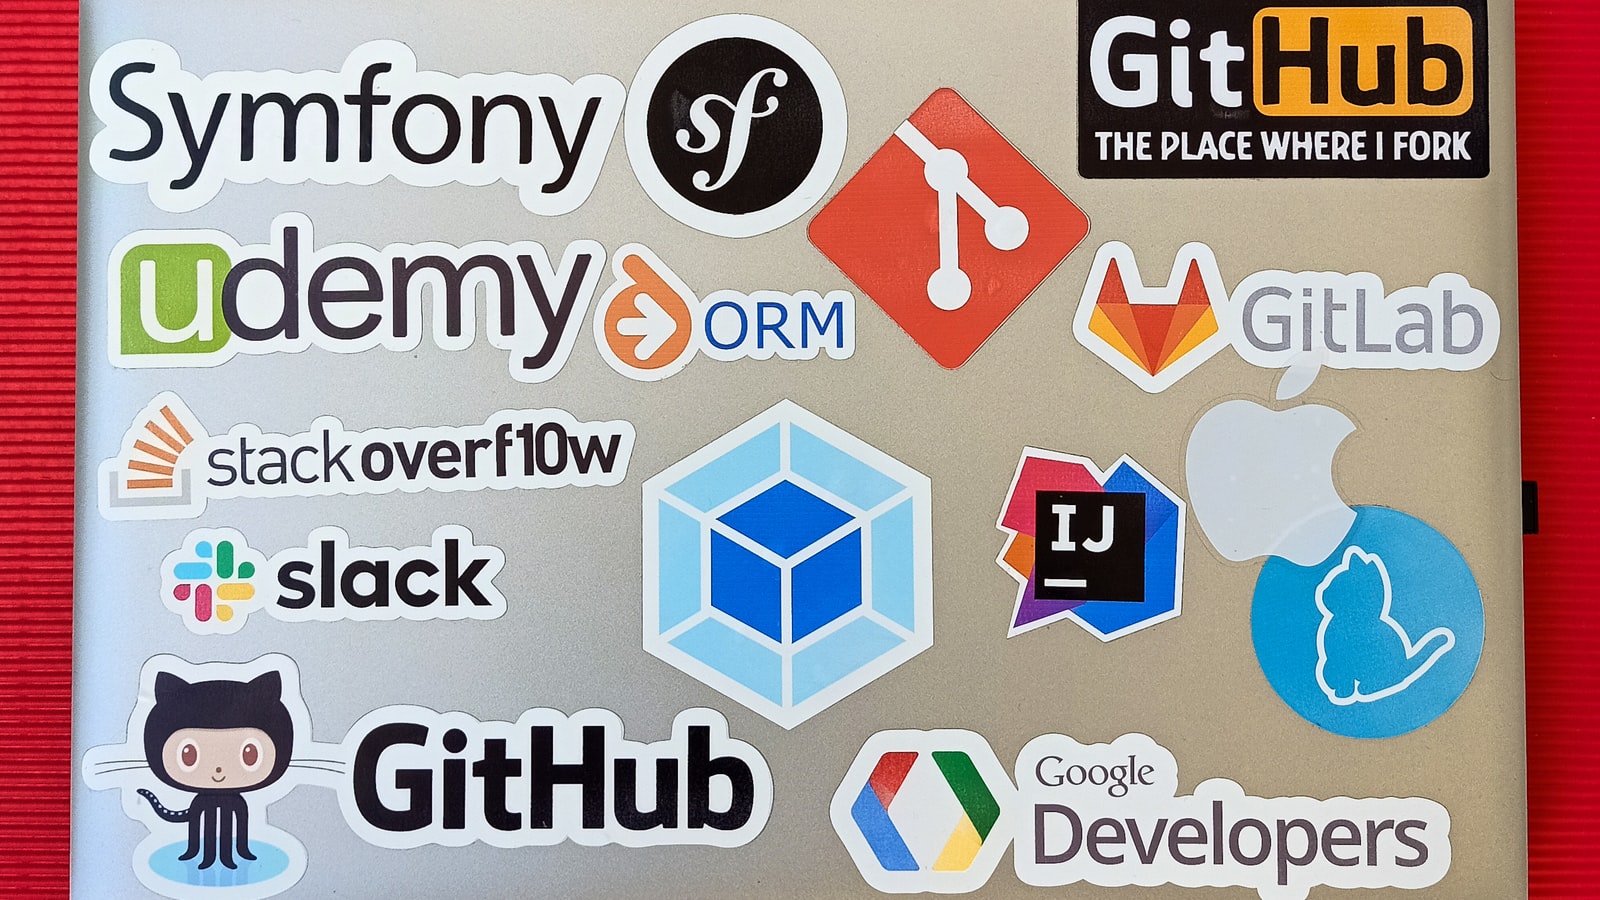 Symfony
sf
GitHub
THE PLACE WHERE I FORK
udemy
ORM
GitLab
stackoverf10w
IJ
slack
GitHub
Google
Developers